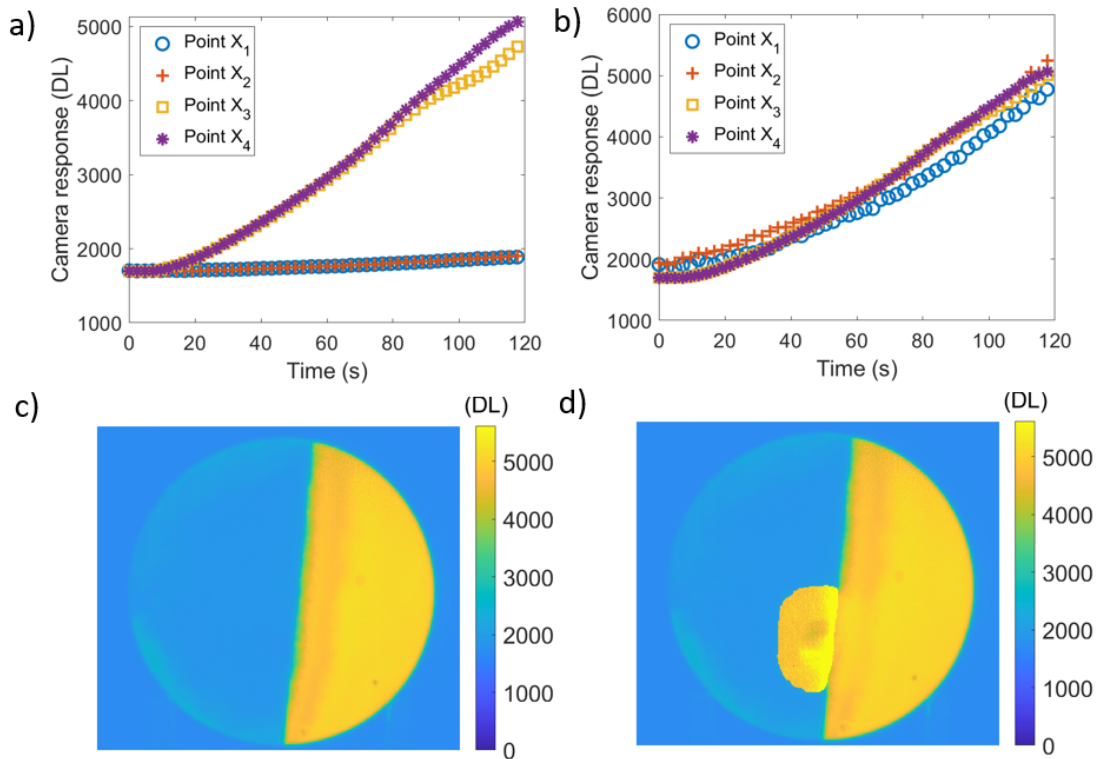 a)
Camera response (DL)
5000
4000
3000
2000
1000
Point X1
Point X2
Point X3
Point X4
0 20 40 60 80 100 120
Time (s)
b)
Camera response (DL)
6000
5000
4000
3000
2000
1000
Point X1
Point X2
Point X3
Point X4
0 20 40 60 80 100 120
Time (s)
c)
(DL)
5000
4000
3000
2000
1000
0
d)
(DL)
5000
4000
3000
2000
1000
0